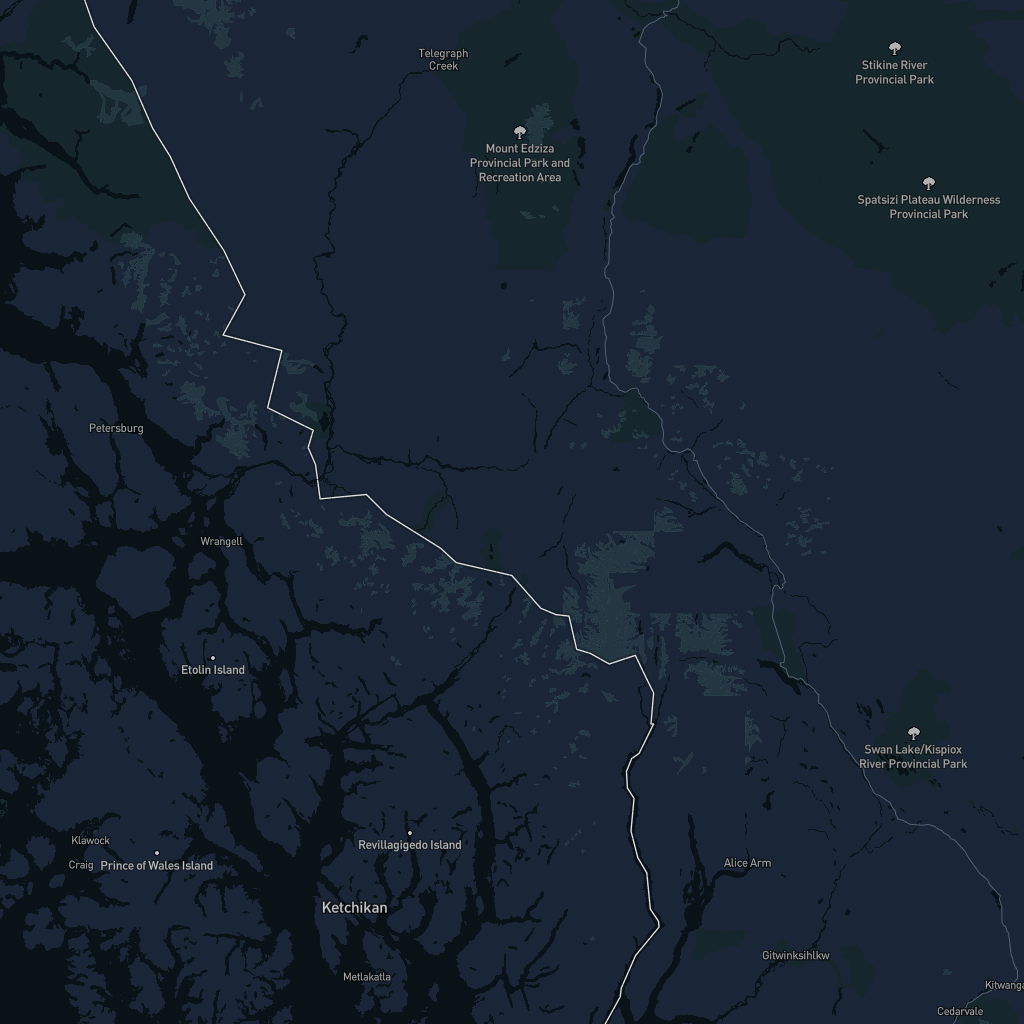 Telegraph
Creek
Stikine River
Provincial Park
Mount Edziza
Provincial Park and
Recreation Area
Spatsizi Plateau Wilderness
Provincial Park
Petersburg
Wrangell
Etolin Island
Swan Lake/Kispiox
River Provincial Park
Klawock
Revillagigedo Island
Craig
Prince of Wales Island
Alice Arm
Ketchikan
Gitwinksihlkw
Metlakatla
Kitwanga
Cedarvale